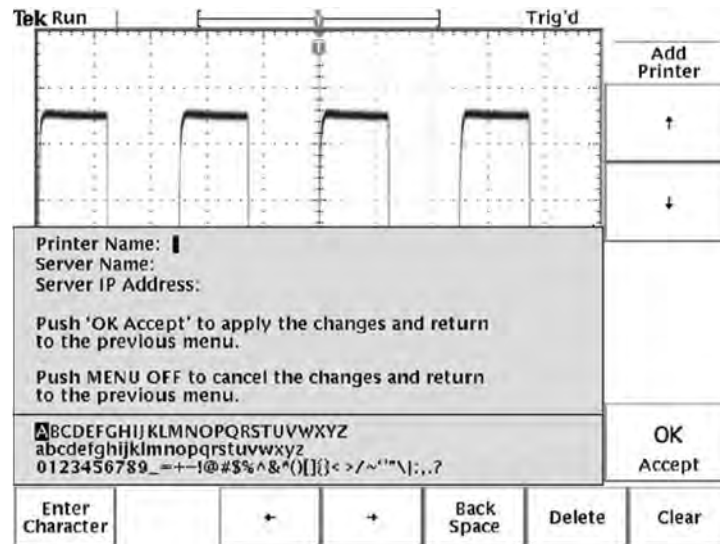 Tek Run Trig'd
T
Add
Printer
↑
↓
Printer Name:
Server Name:
Server IP Address:
Push 'OK Accept' to apply the changes and return
to the previous menu.
Push MENU OFF to cancel the changes and return
to the previous menu.
ABCDEFGHIJKLMNOPQRSTUVWXYZ
abcdefghijklmnopqrstuvwxyz
0123456789_=+-!@#$%^&*()[]{}<>/~'"\|:,.?
OK
Accept
Enter
Character
←
→
Back
Space
Delete
Clear